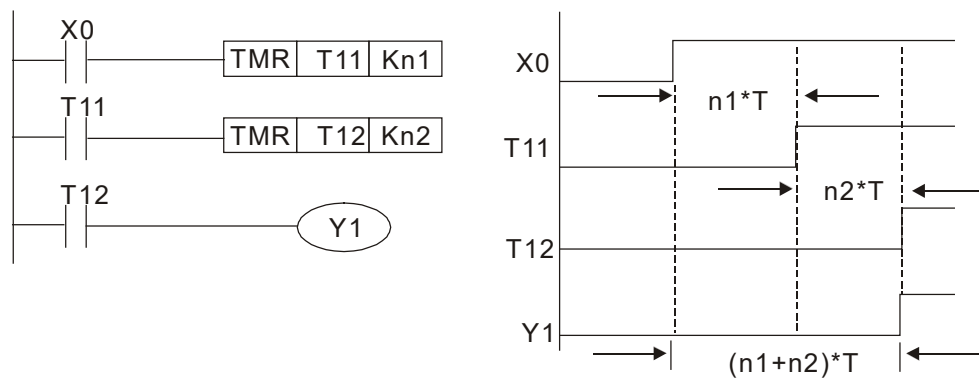 X0
TMR T11 Kn1
T11
TMR T12 Kn2
T12
Y1
X0
n1*T
T11
n2*T
T12
Y1
(n1+n2)*T